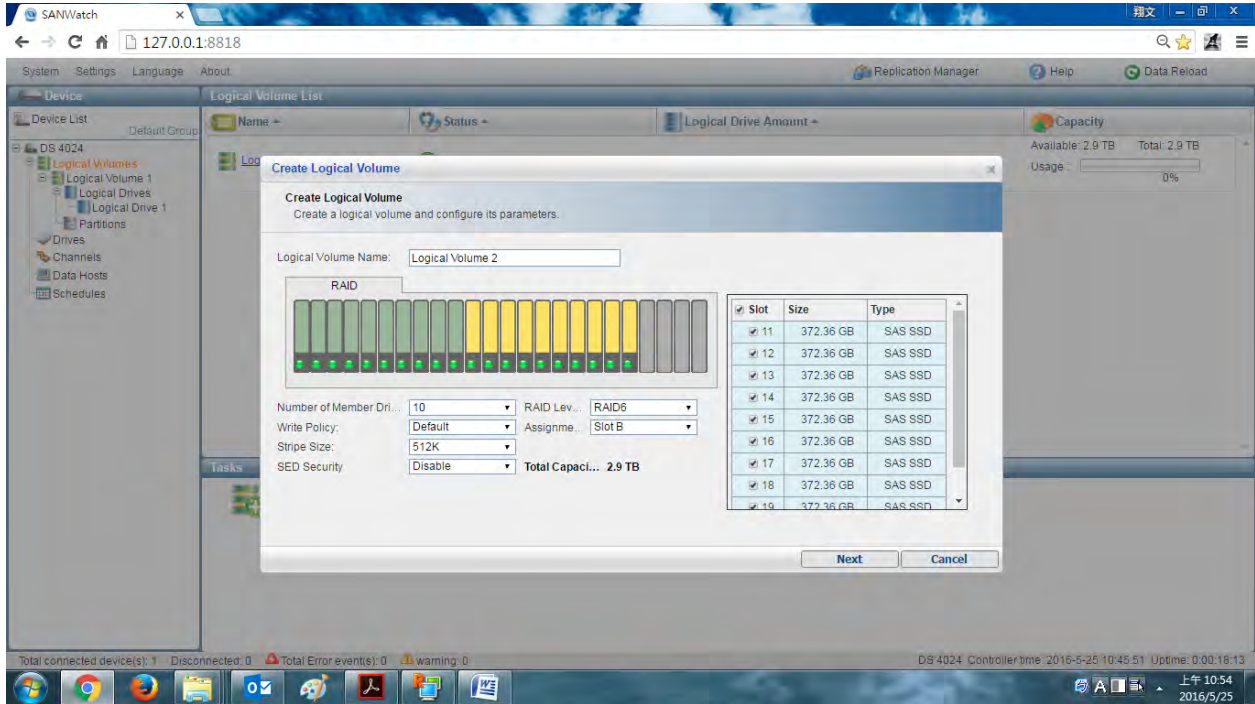 SANWatch
翔文
127.0.0.1:8818
System Settings Language About
Replication Manager Help Data Reload
Device
Logical Volume List
Device List
Default Group
Name Status Logical Drive Amount Capacity
DS 4024
Logical Volumes
Logical Volume 1
Logical Drives
Logical Drive 1
Partitions
Drives
Channels
Data Hosts
Schedules
Log
Available: 2.9 TB Total: 2.9 TB
Usage :
0%
Create Logical Volume
Create Logical Volume
Create a logical volume and configure its parameters.
Logical Volume Name: Logical Volume 2
RAID
Slot Size Type
11 372.36 GB SAS SSD
12 372.36 GB SAS SSD
13 372.36 GB SAS SSD
14 372.36 GB SAS SSD
15 372.36 GB SAS SSD
16 372.36 GB SAS SSD
17 372.36 GB SAS SSD
18 372.36 GB SAS SSD
19 372.36 GB SAS SSD
Number of Member Dri... 10 RAID Lev... RAID6
Write Policy: Default Assignme... Slot B
Stripe Size: 512K
SED Security Disable Total Capaci... 2.9 TB
Next Cancel
Tasks
Total connected device(s): 1 Disconnected: 0 Total Error event(s): 0 warning: 0
DS 4024 Controller time :2016-5-25 10:45:51 Uptime: 0:00:18:13
A
上午 10:54
2016/5/25